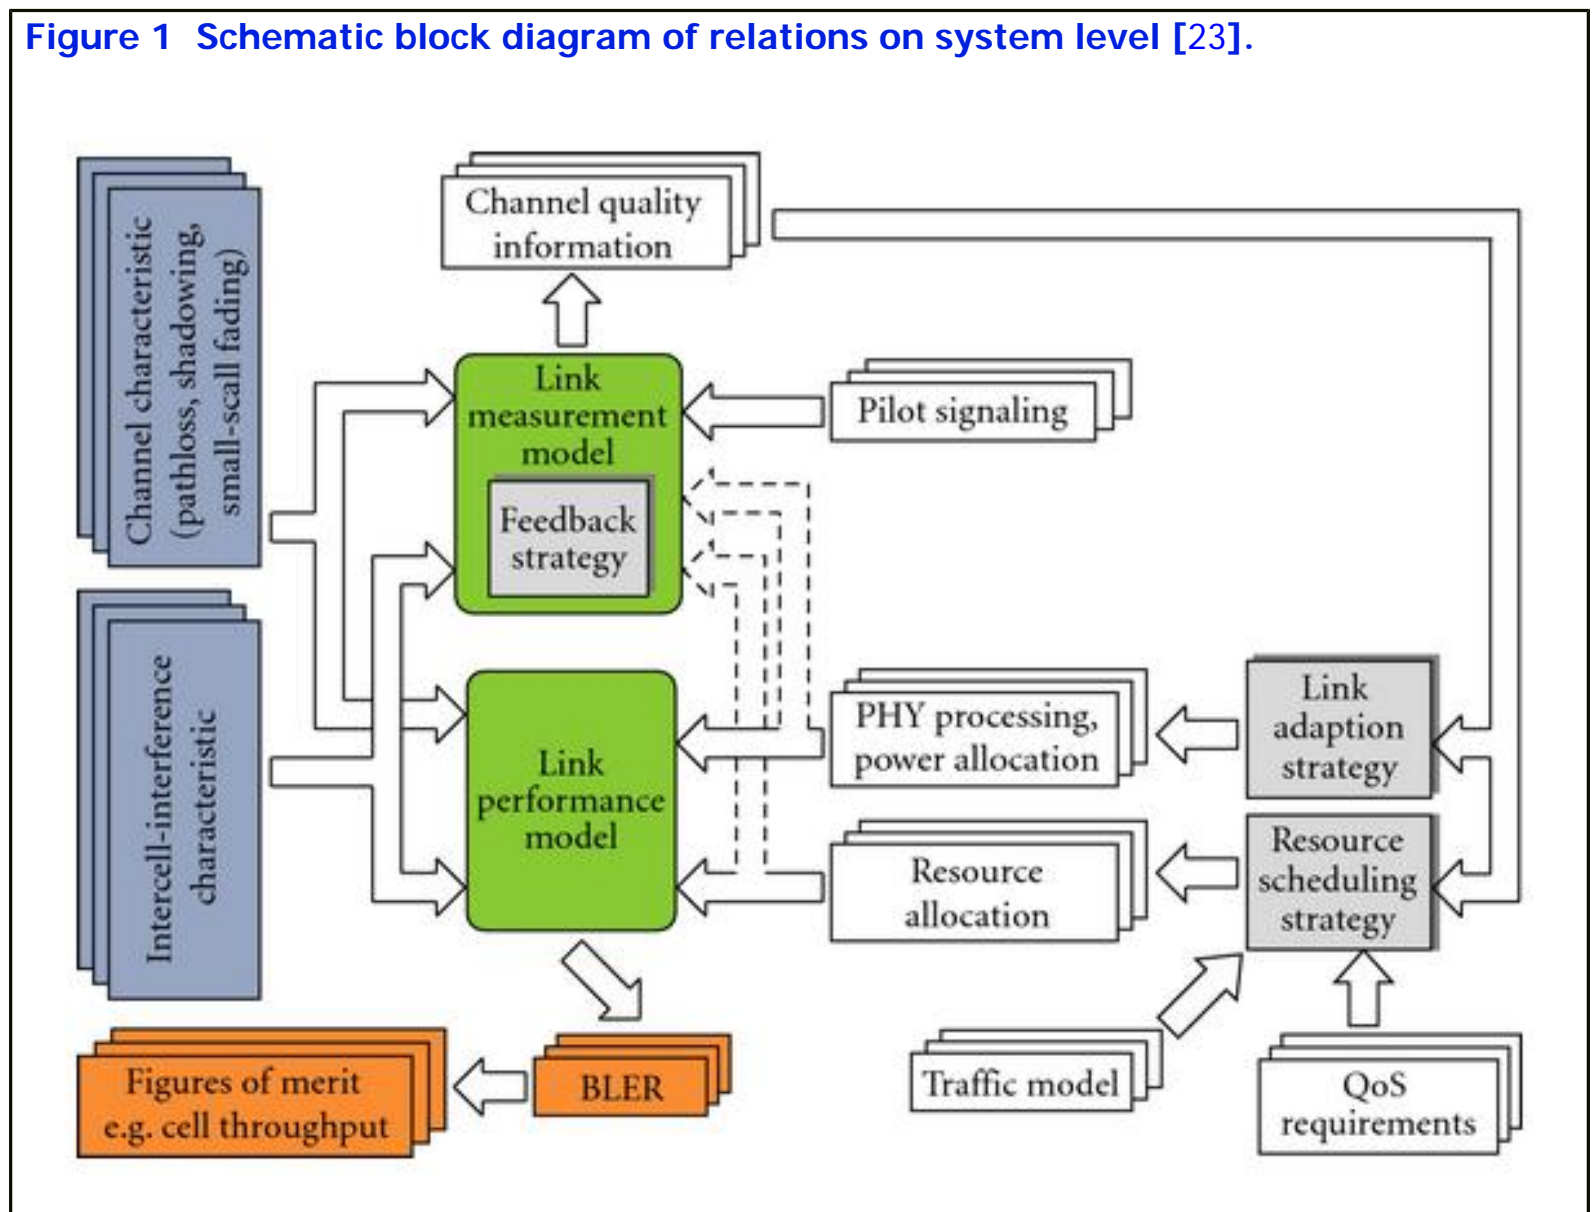 Figure 1 Schematic block diagram of relations on system level [23].
Channel characteristic
(pathloss, shadowing,
small-scall fading)
Channel quality
information
Link
measurement
model
Feedback
strategy
Pilot signaling
Intercell-interference
characteristic
Link
performance
model
PHY processing,
power allocation
Link
adaption
strategy
Resource
allocation
Resource
scheduling
strategy
Figures of merit
e.g. cell throughput
BLER
Traffic model
QoS
requirements